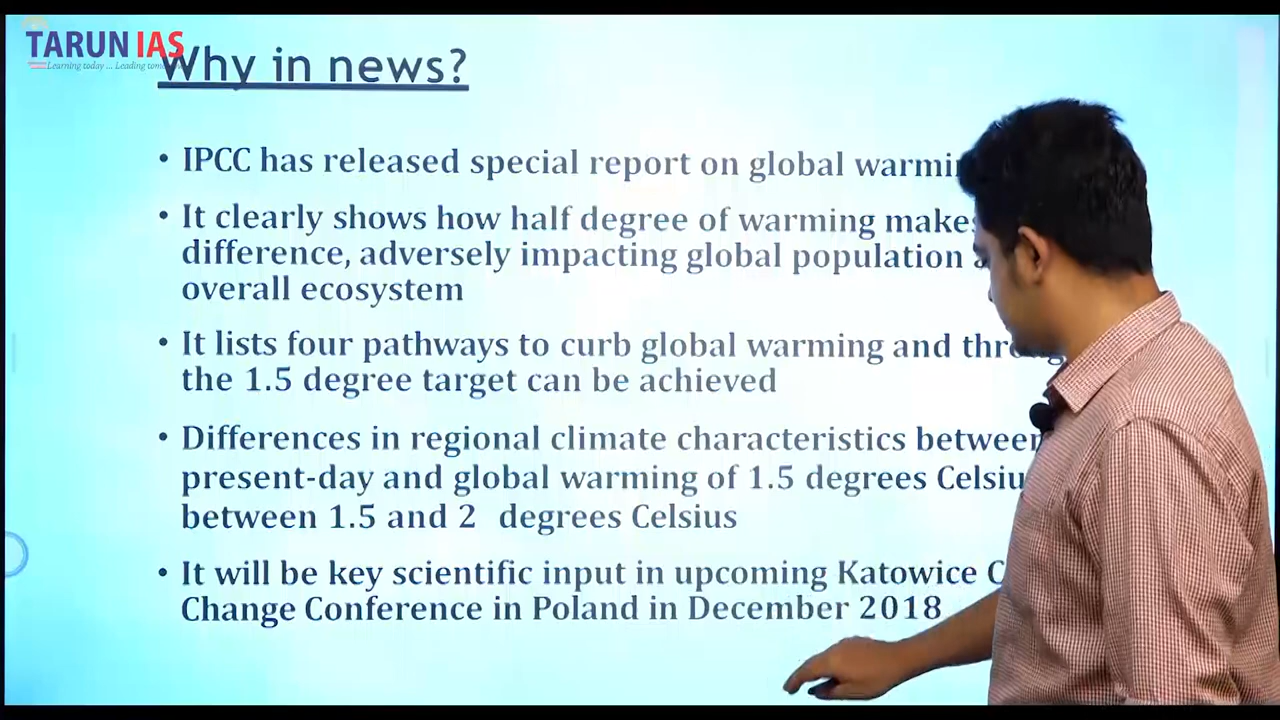 TARUN IAS
Learning today ... Leading
Why in news?
• IPCC has released special report on global
• It clearly shows how half degree of warming makes
difference, adversely impacting global population
overall ecosystem
• It lists four pathways to curb global warming and
the 1.5 degree target can be achieved
• Differences in regional climate characteristics between
present-day and global warming of 1.5 degrees
between 1.5 and 2 degrees Celsius
• It will be key scientific input in upcoming Katowice
Change Conference in Poland in December 2018